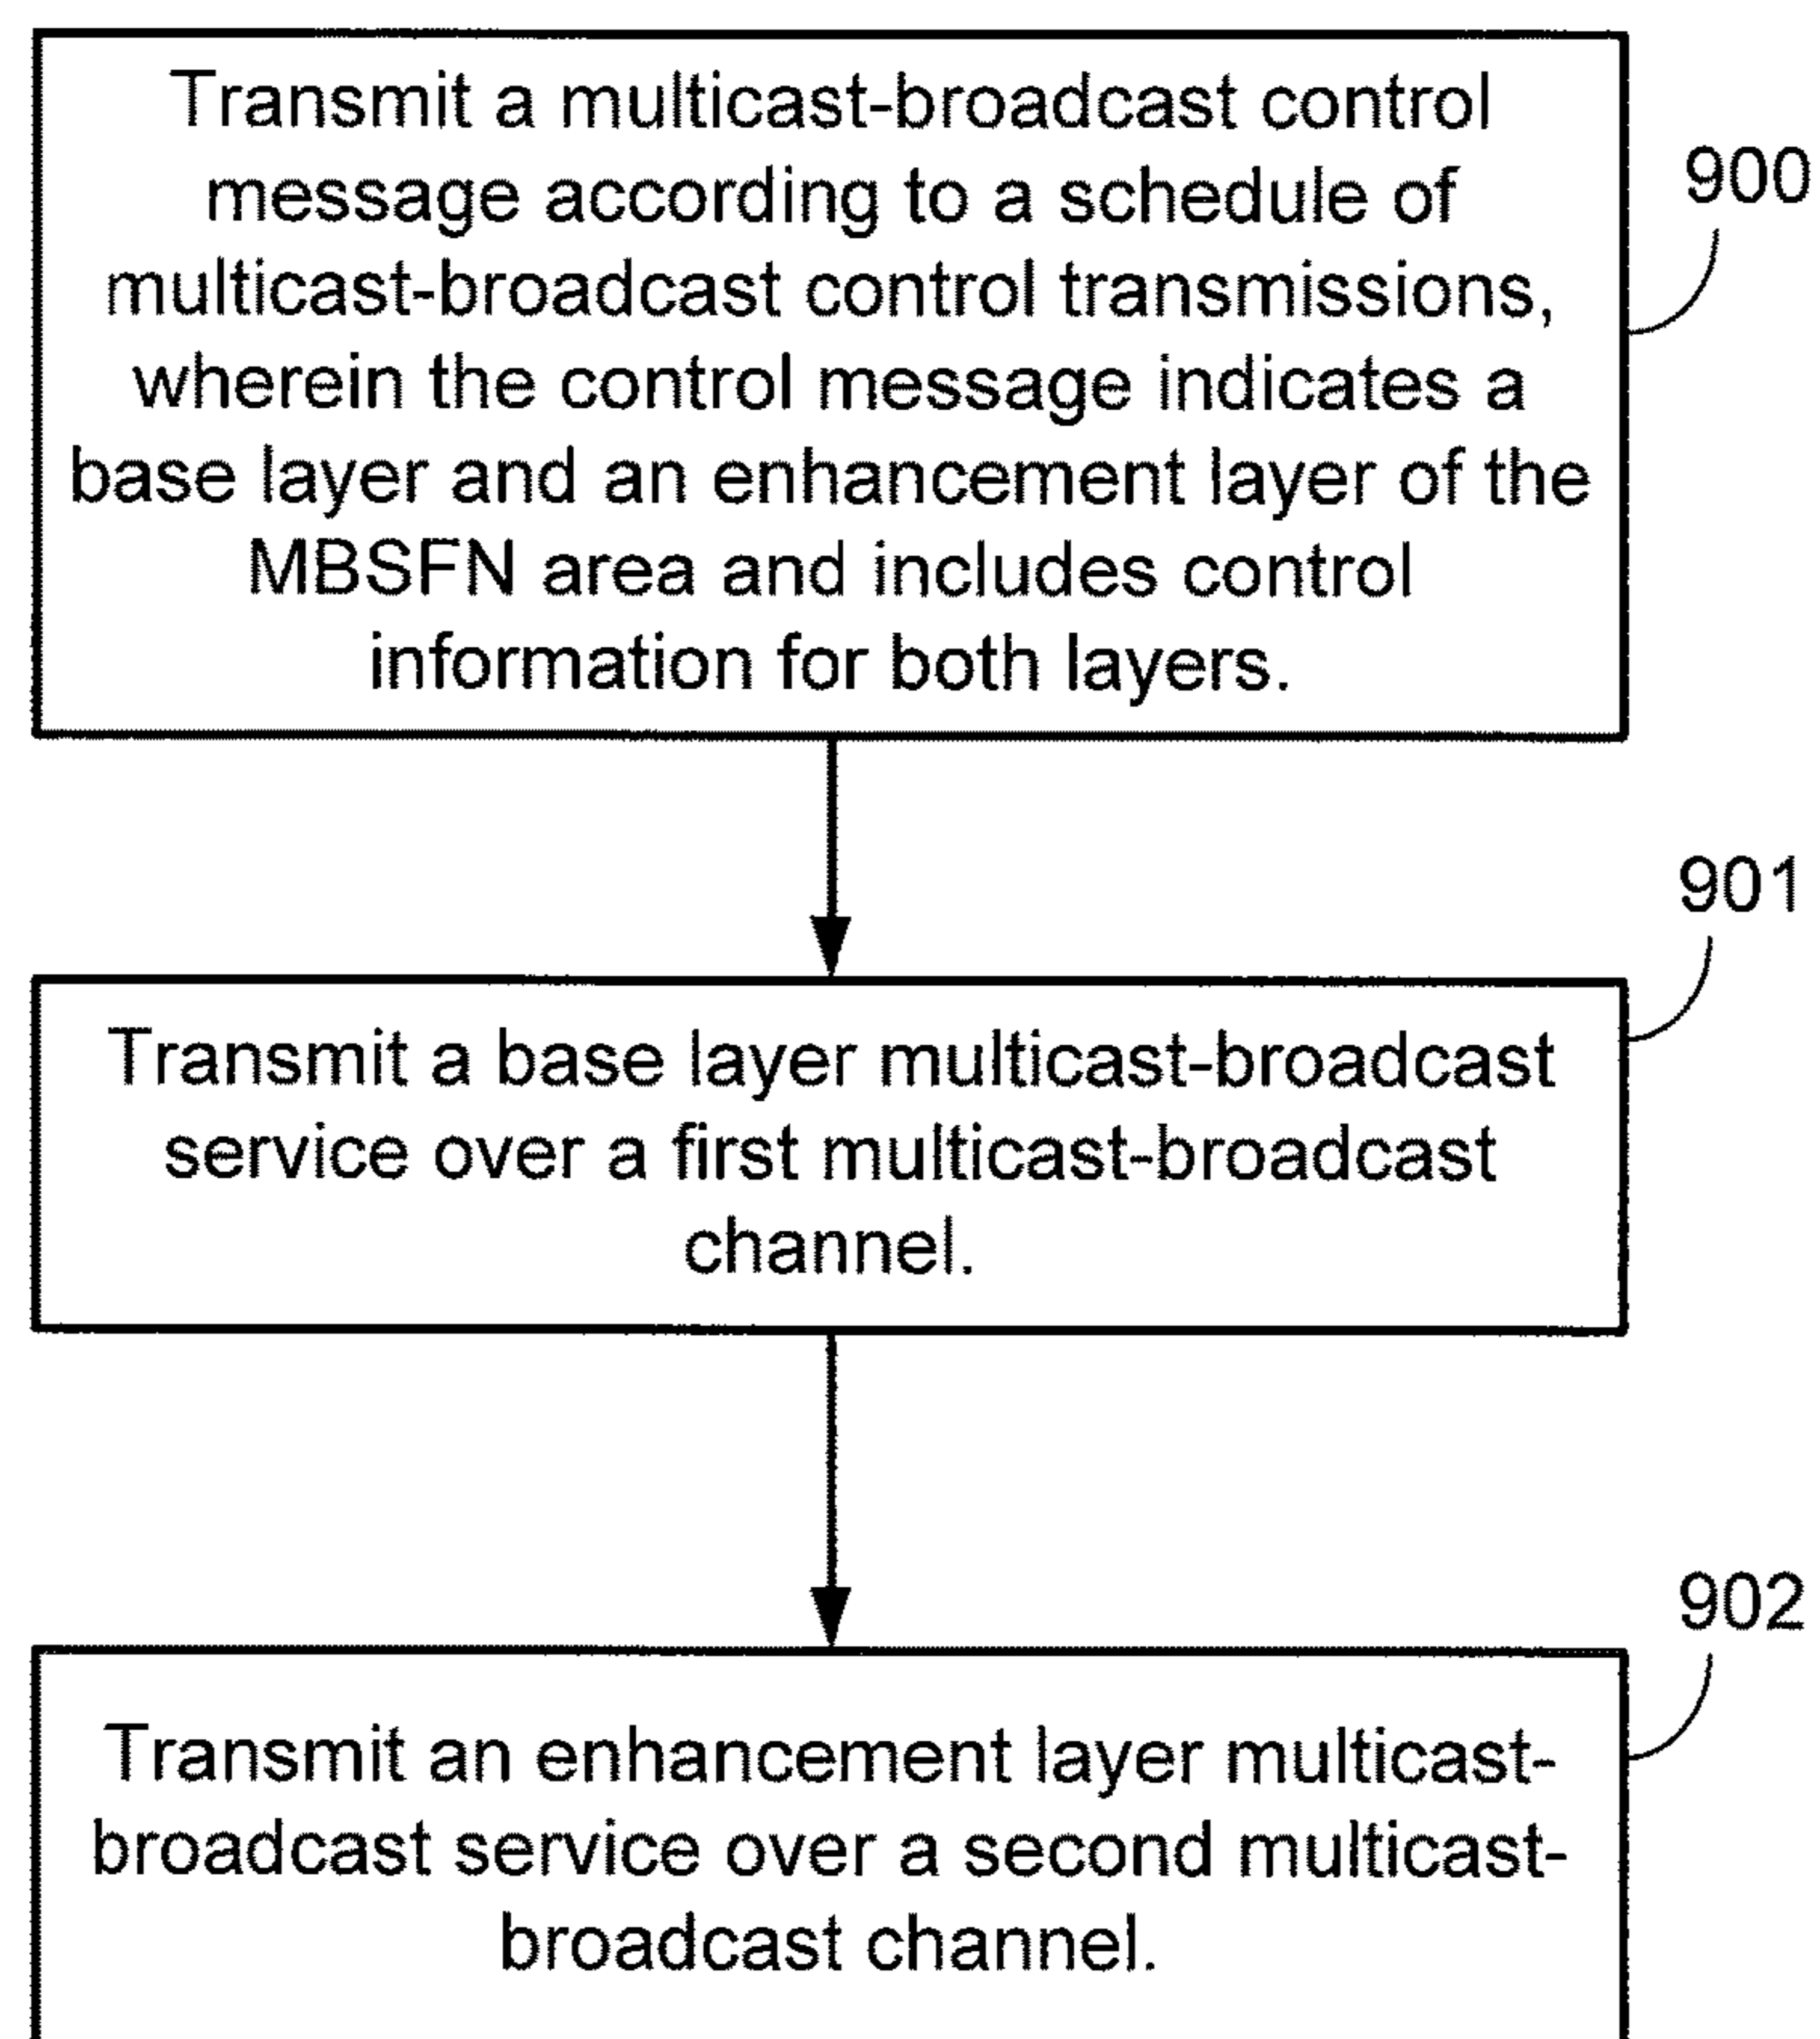 Transmit a multicast-broadcast control
message according to a schedule of
multicast-broadcast control transmissions,
wherein the control message indicates a
base layer and an enhancement layer of the
MBSFN area and includes control
information for both layers.
900
Transmit a base layer multicast-broadcast
service over a first multicast-broadcast
channel.
901
Transmit an enhancement layer multicast-
broadcast service over a second multicast-
broadcast channel.
902